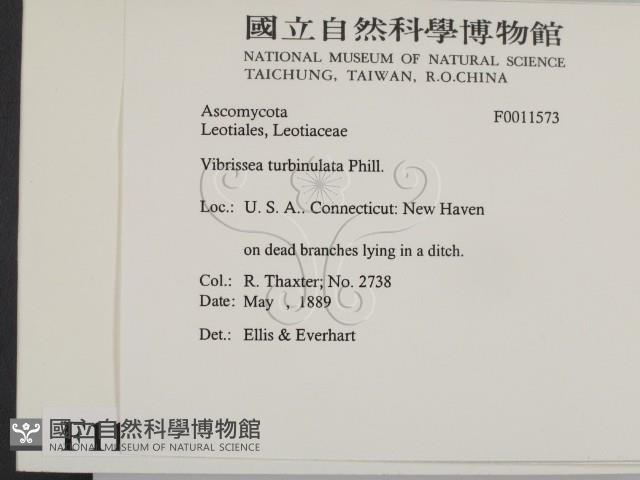 國立自然科學博物館
NATIONAL MUSEUM OF NATURAL SCIENCE
TAICHUNG, TAIWAN, R.O.CHINA
Ascomycota F0011573
Leotiales, Leotiaceae
Vibrissea turbinulata Phill.
Loc.: U. S. A.. Connecticut: New Haven
on dead branches lying in a ditch.
Col.: R. Thaxter; No. 2738
Date: May , 1889
Det.: Ellis & Everhart
國立自然科學博物館
NATIONAL MUSEUM OF NATURAL SCIENCE